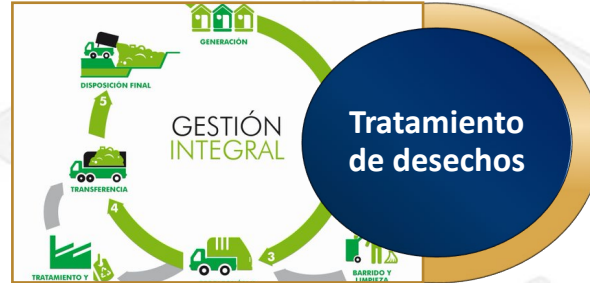 GENERACIÓN
DISPOSICIÓN FINAL
5
GESTIÓN
INTEGRAL
Tratamiento
de desechos
TRANSFERENCIA
4
3
TRATAMIENTO Y
BARRIDO Y
LIMPIEZA